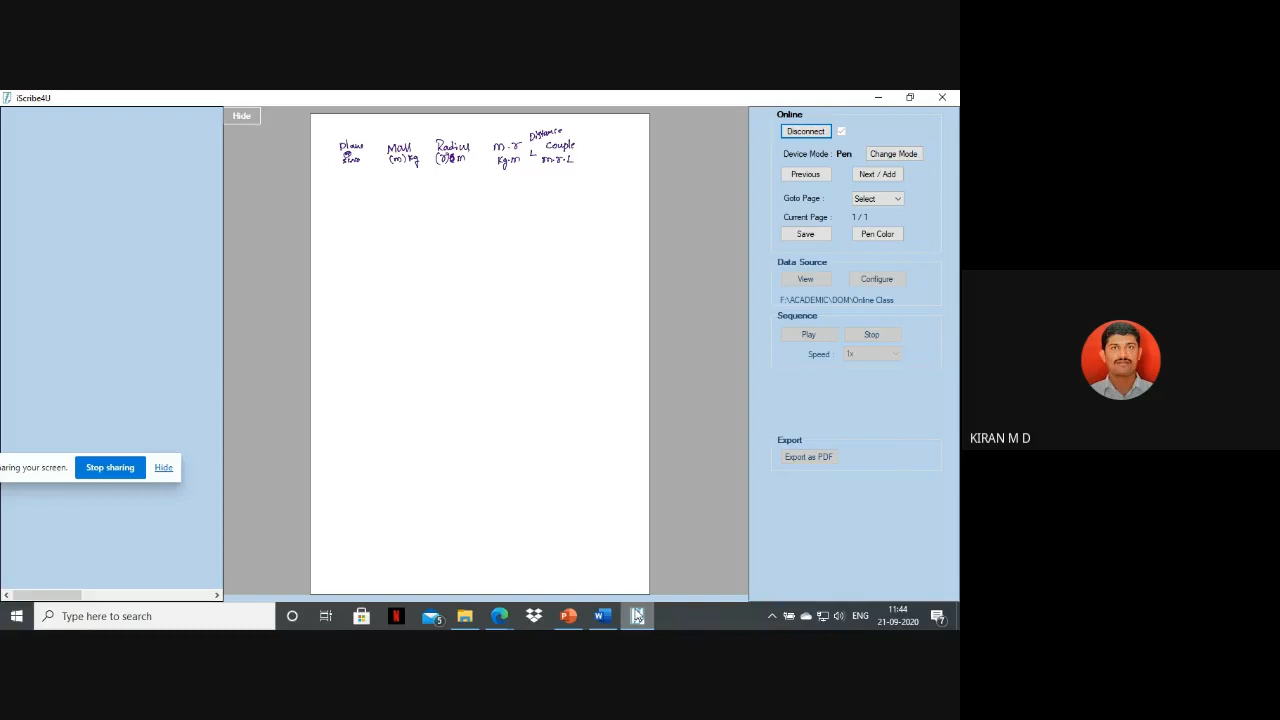 iScribe4U
Hide
Online
Disconnect
Device Mode : Pen Change Mode
Previous Next / Add
Goto Page : Select
Current Page : 1 / 1
Save Pen Color
Data Source
View Configure
F:\ACADEMIC\DOM\Online Class
Sequence
Play Stop
Speed : 1x
Export
Export as PDF
Plane Mass Radius m.r Distance Couple
(m) kg (r) m kg.m L m.r.L
haring your screen. Stop sharing Hide
KIRAN M D
Type here to search
5
ENG
11:44
21-09-2020
7